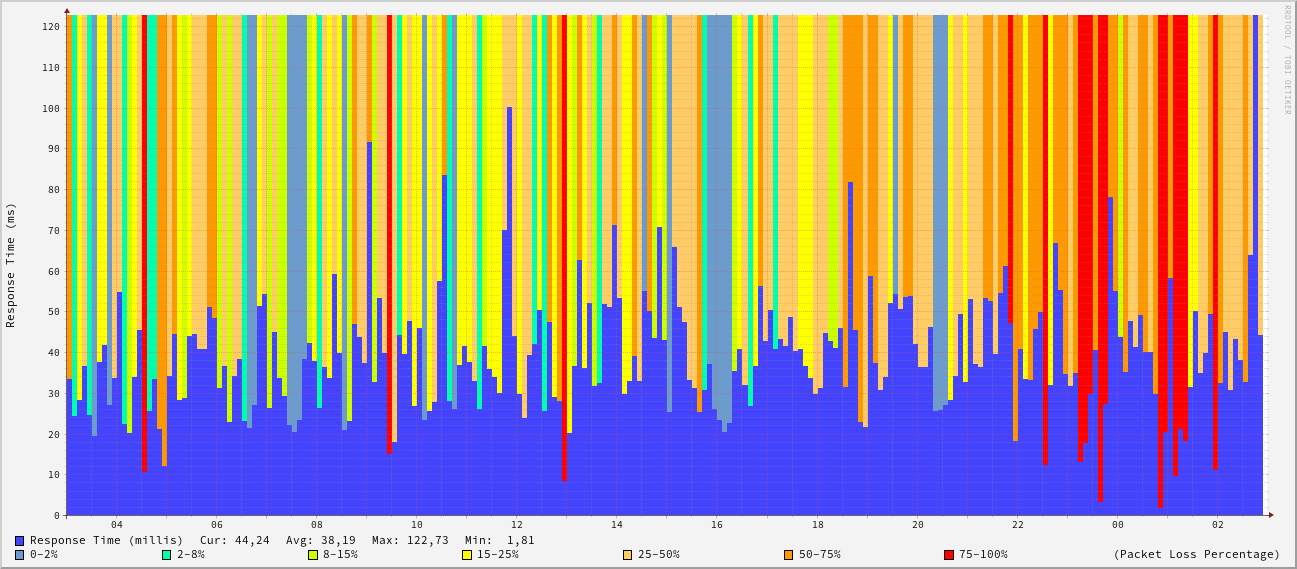 RRDTOOL / TOBI OETIKER
Response Time (ms)
120
110
100
90
80
70
60
50
40
30
20
10
0
04 06 08 10 12 14 16 18 20 22 00 02
Response Time (millis) Cur: 44,24 Avg: 38,19 Max: 122,73 Min: 1,81
0-2% 2-8% 8-15% 15-25% 25-50% 50-75% 75-100% (Packet Loss Percentage)